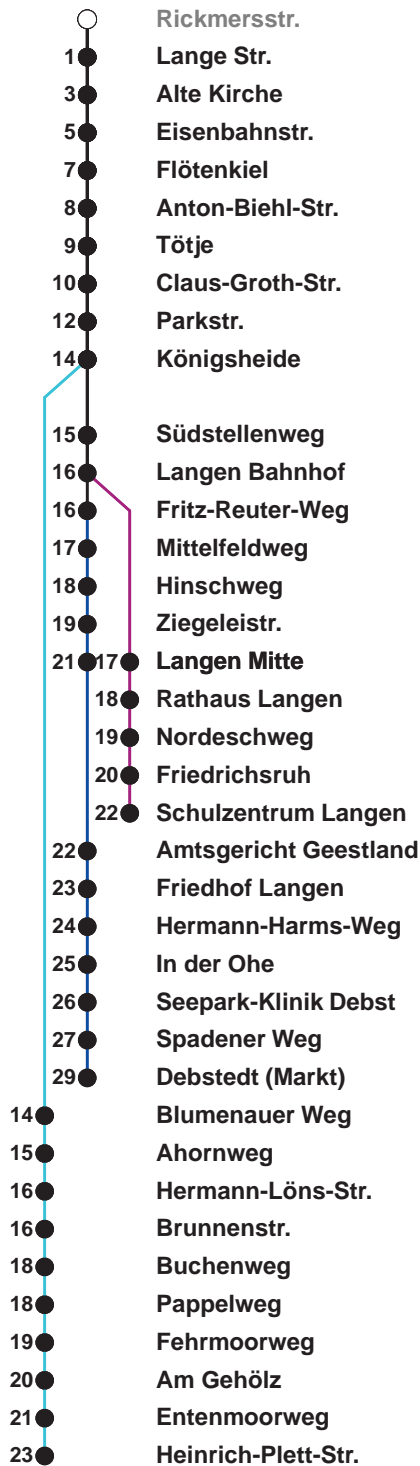 Rickmersstr.
1 Lange Str.
3 Alte Kirche
5 Eisenbahnstr.
7 Flötenkiel
8 Anton-Biehl-Str.
9 Tötje
10 Claus-Groth-Str.
12 Parkstr.
14 Königsheide
15 Südstellenweg
16 Langen Bahnhof
16 Fritz-Reuter-Weg
17 Mittelfeldweg
18 Hinschweg
19 Ziegeleistr.
21 17 Langen Mitte
18 Rathaus Langen
19 Nordeschweg
20 Friedrichsruh
22 Schulzentrum Langen
22 Amtsgericht Geestland
23 Friedhof Langen
24 Hermann-Harms-Weg
25 In der Ohe
26 Seepark-Klinik Debst
27 Spadener Weg
29 Debstedt (Markt)
14 Blumenauer Weg
15 Ahornweg
16 Hermann-Löns-Str.
16 Brunnenstr.
18 Buchenweg
18 Pappelweg
19 Fehrmoorweg
20 Am Gehölz
21 Entenmoorweg
23 Heinrich-Plett-Str.